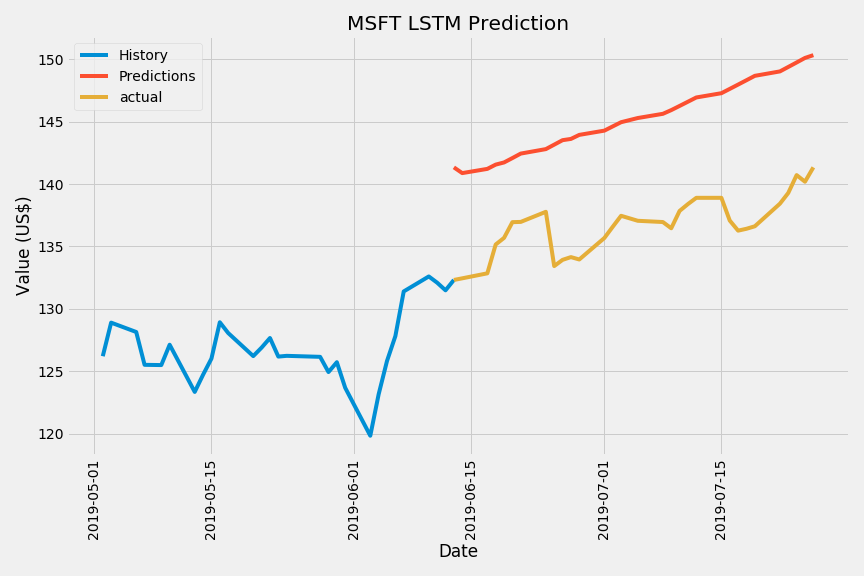 MSFT LSTM Prediction
History
Predictions
actual
150
145
140
135
130
125
120
Value (US$)
2019-05-01
2019-05-15
2019-06-01
2019-06-15
2019-07-01
2019-07-15
Date